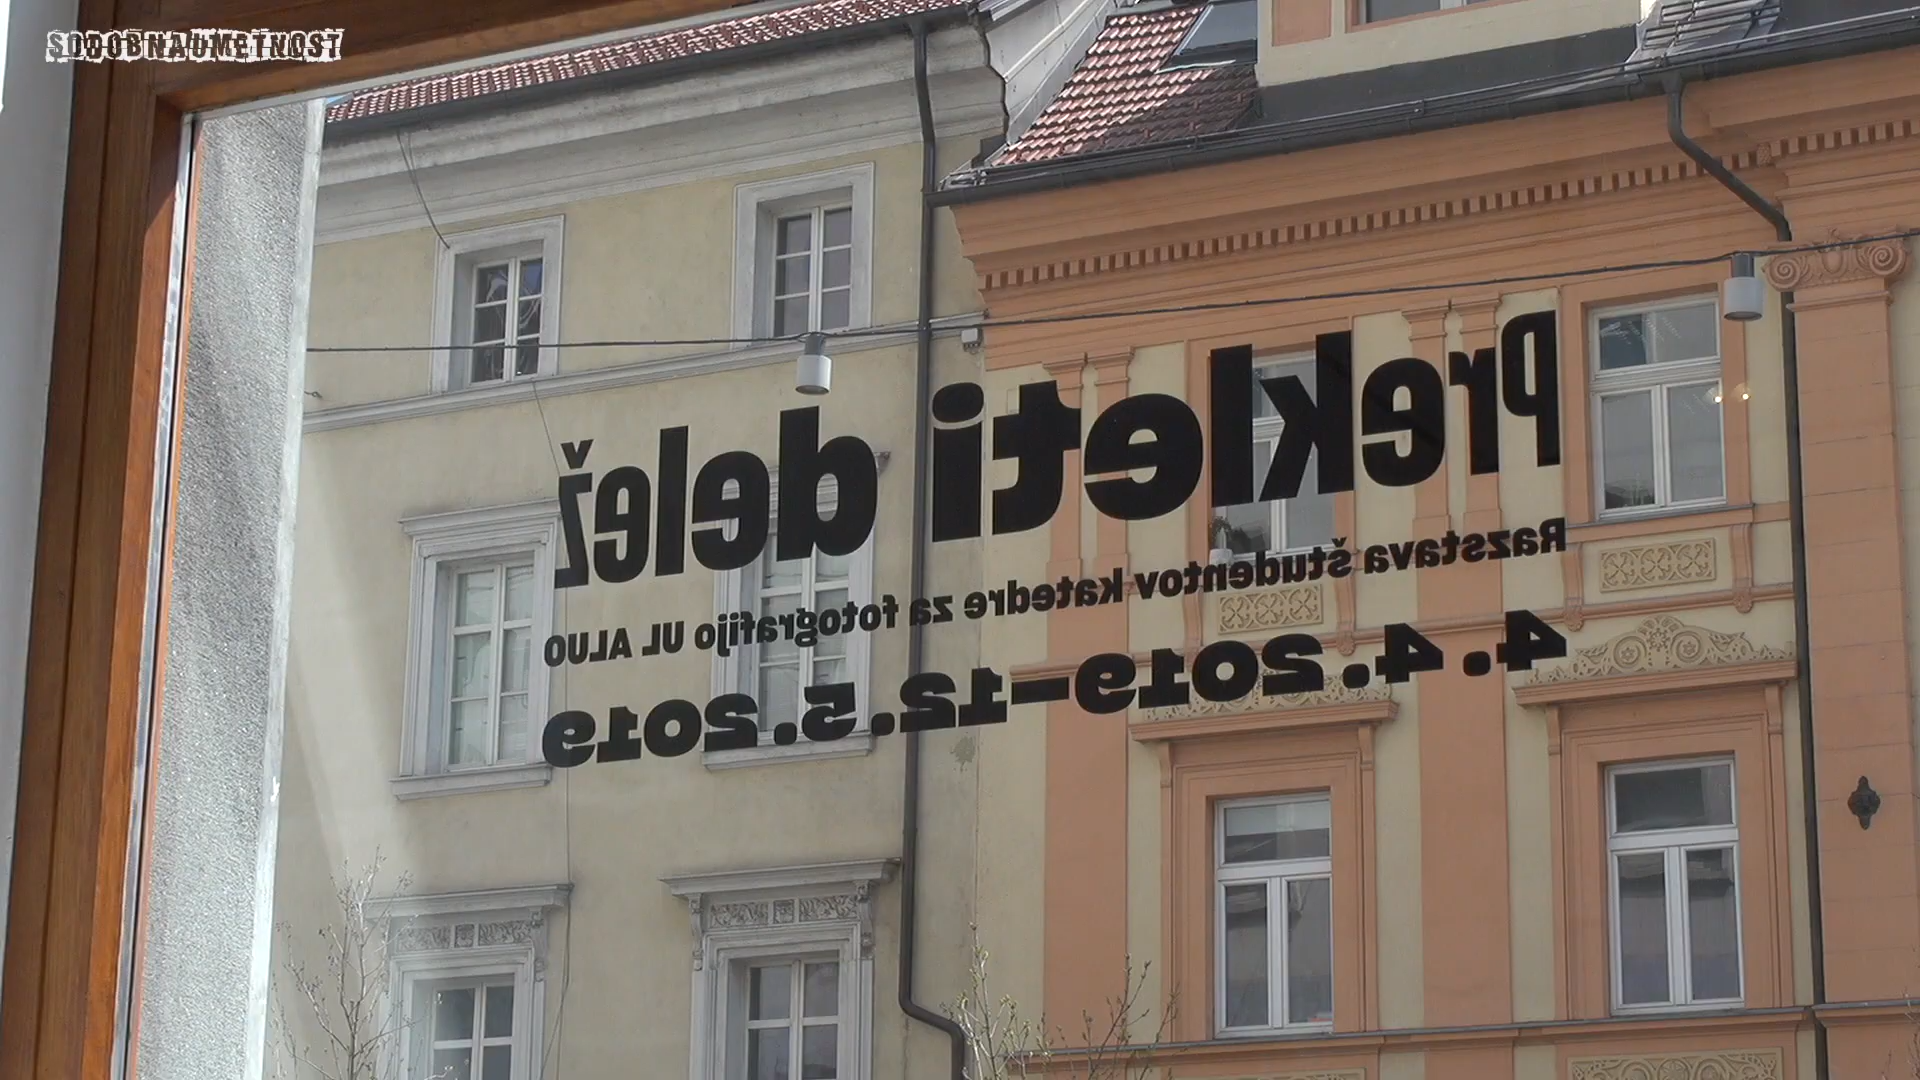 SODOBNAUMETNOST
Prekleti delež
Razstava študentov katedre za fotografijo UL ALUO
4. 4. 2019–12. 5. 2019